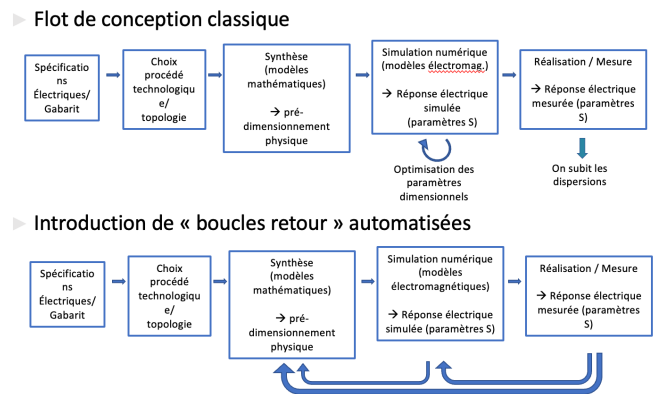 Flot de conception classique
Spécificatio
ns
Électriques/
Gabarit
Choix
procédé
technologiqu
e/
topologie
Synthèse
(modèles
mathématiques)
→ pré-
dimensionnement
physique
Simulation numérique
(modèles électromag.)
→ Réponse électrique
simulée
(paramètres S)
Réalisation / Mesure
→ Réponse électrique
mesurée (paramètres
S)
Optimisation des
paramètres
dimensionnels
On subit les
dispersions
Introduction de « boucles retour » automatisées
Spécificatio
ns
Électriques/
Gabarit
Choix
procédé
technologiqu
e/
topologie
Synthèse
(modèles
mathématiques)
→ pré-
dimensionnement
physique
Simulation numérique
(modèles
électromagnétiques)
→ Réponse électrique
simulée (paramètres S)
Réalisation / Mesure
→ Réponse électrique
mesurée (paramètres
S)